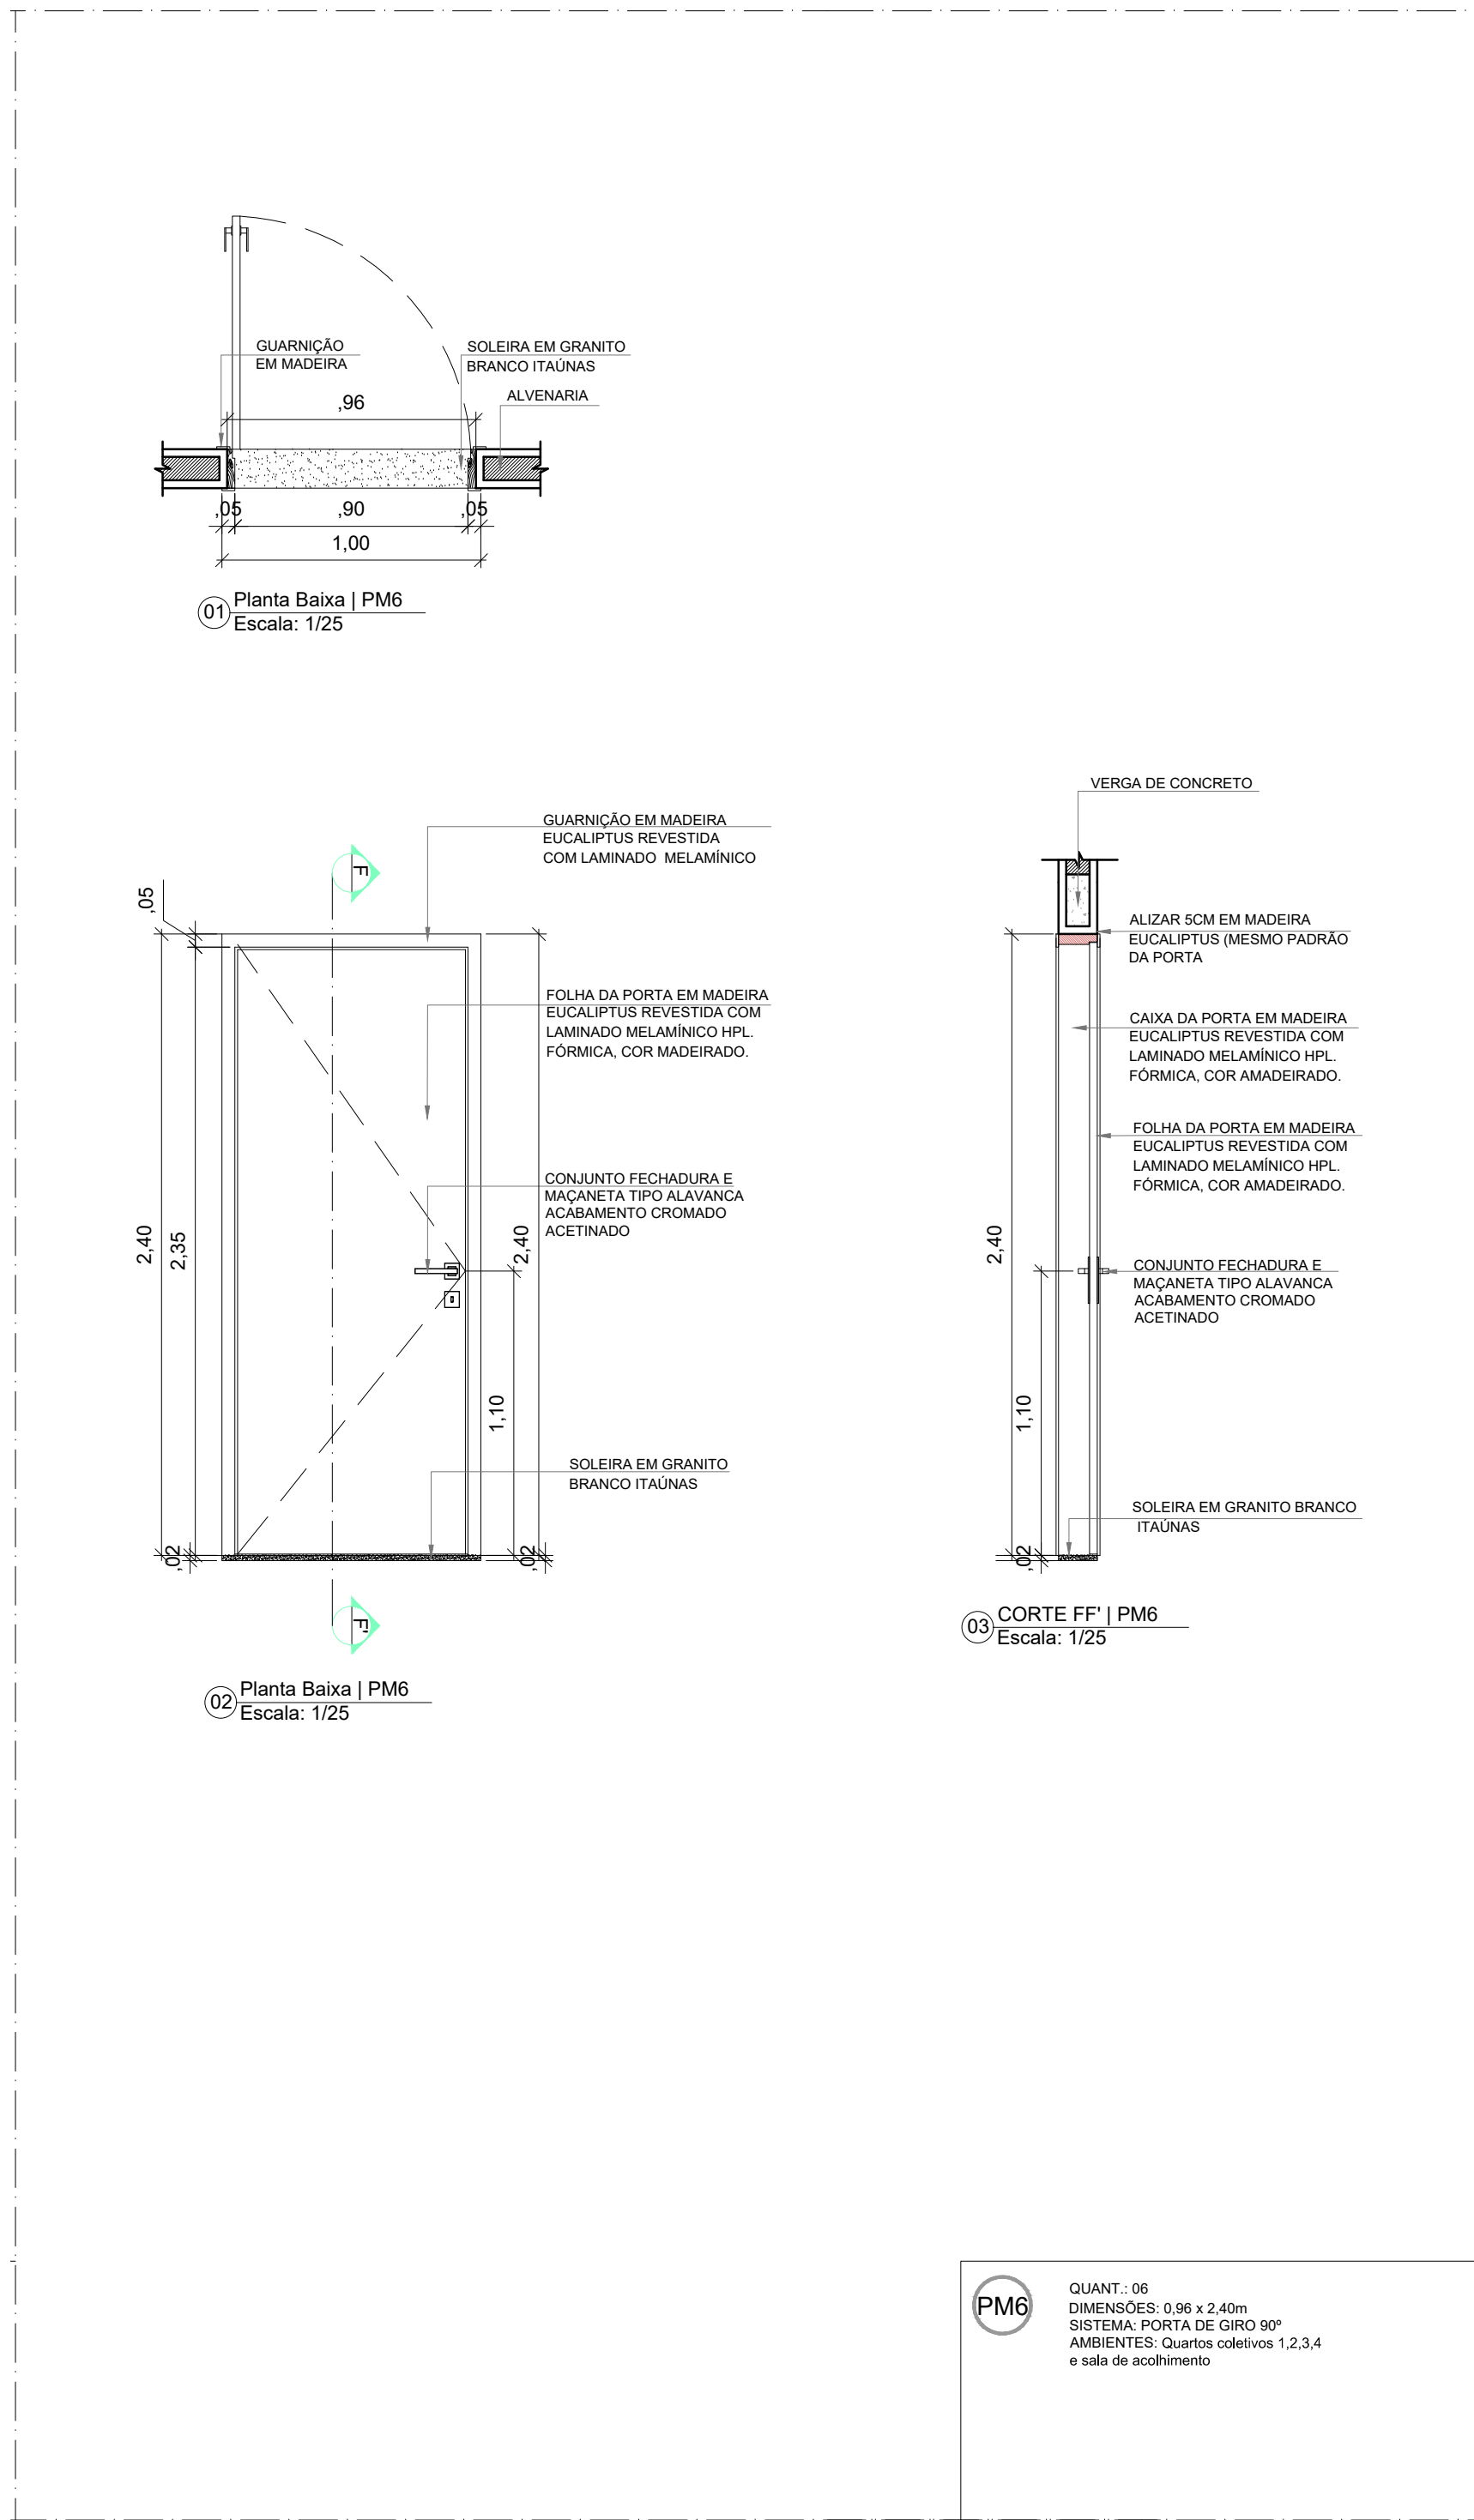 GUARNIÇÃO
EM MADEIRA
SOLEIRA EM GRANITO
BRANCO ITAÚNAS
ALVENARIA
,96
,05
,90
,05
1,00
01
Planta Baixa | PM6
Escala: 1/25
GUARNIÇÃO EM MADEIRA
EUCALIPTUS REVESTIDA
COM LAMINADO MELAMÍNICO
F
,05
FOLHA DA PORTA EM MADEIRA
EUCALIPTUS REVESTIDA COM
LAMINADO MELAMÍNICO HPL.
FÓRMICA, COR MADEIRADO.
CONJUNTO FECHADURA E
MAÇANETA TIPO ALAVANCA
ACABAMENTO CROMADO
ACETINADO
2,40
2,35
2,40
1,10
SOLEIRA EM GRANITO
BRANCO ITAÚNAS
,02
,02
F'
02
Planta Baixa | PM6
Escala: 1/25
VERGA DE CONCRETO
ALIZAR 5CM EM MADEIRA
EUCALIPTUS (MESMO PADRÃO
DA PORTA
CAIXA DA PORTA EM MADEIRA
EUCALIPTUS REVESTIDA COM
LAMINADO MELAMÍNICO HPL.
FÓRMICA, COR AMADEIRADO.
FOLHA DA PORTA EM MADEIRA
EUCALIPTUS REVESTIDA COM
LAMINADO MELAMÍNICO HPL.
FÓRMICA, COR AMADEIRADO.
2,40
CONJUNTO FECHADURA E
MAÇANETA TIPO ALAVANCA
ACABAMENTO CROMADO
ACETINADO
1,10
SOLEIRA EM GRANITO BRANCO
ITAÚNAS
,02
03
CORTE FF' | PM6
Escala: 1/25
PM6
QUANT.: 06
DIMENSÕES: 0,96 x 2,40m
SISTEMA: PORTA DE GIRO 90º
AMBIENTES: Quartos coletivos 1,2,3,4
e sala de acolhimento